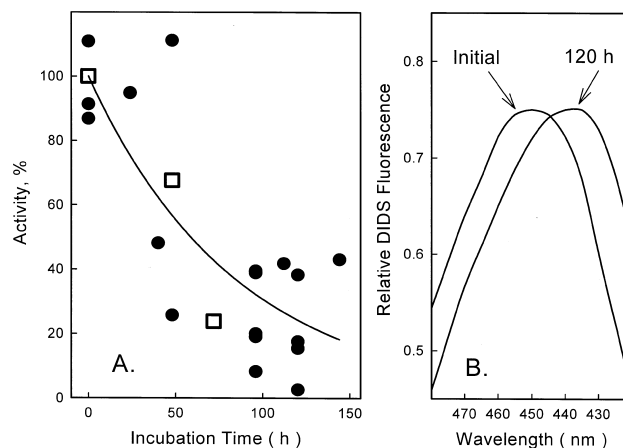 100
80
60
40
20
0
Activity, %
A.
0
50
100
150
Incubation Time ( h )
Initial
120 h
0.8
0.7
0.6
0.5
Relative DIDS Fluorescence
B.
470
460
450
440
430
Wavelength ( nm )